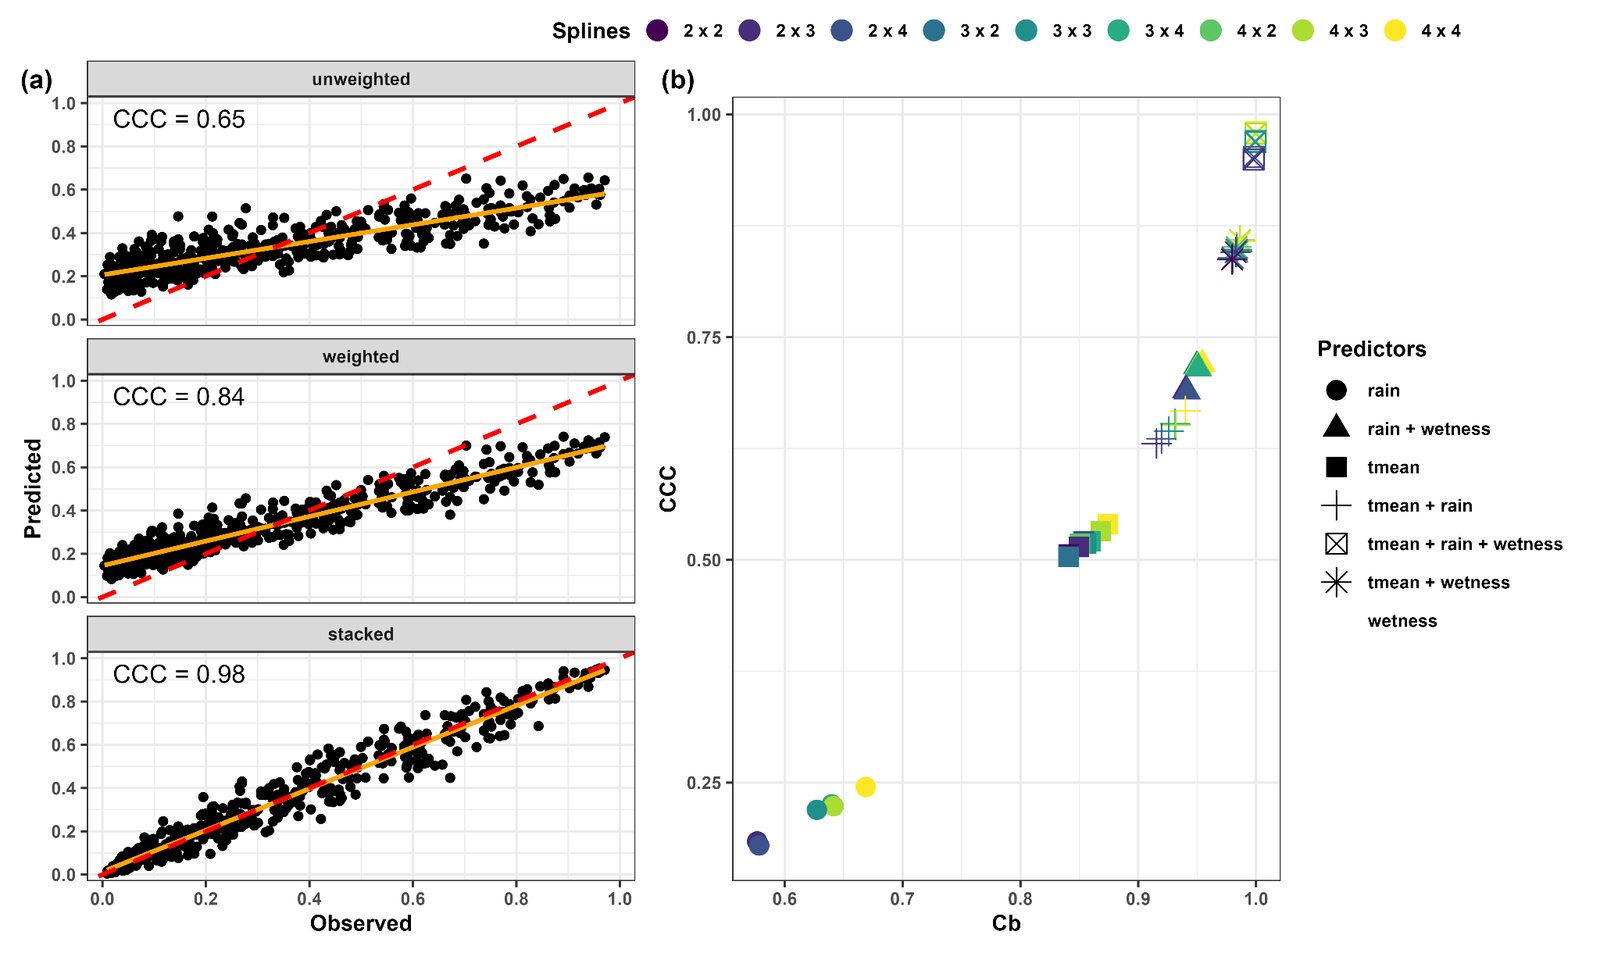 Splines 2 x 2 2 x 3 2 x 4 3 x 2 3 x 3 3 x 4 4 x 2 4 x 3 4 x 4
(a)
unweighted
CCC = 0.65
1.0
0.8
0.6
0.4
0.2
0.0
weighted
CCC = 0.84
1.0
0.8
0.6
0.4
0.2
0.0
stacked
CCC = 0.98
1.0
0.8
0.6
0.4
0.2
0.0
0.0 0.2 0.4 0.6 0.8 1.0
Observed
Predicted
(b)
1.00
0.75
0.50
0.25
CCC
0.6 0.7 0.8 0.9 1.0
Cb
Predictors
rain
rain + wetness
tmean
tmean + rain
tmean + rain + wetness
tmean + wetness
wetness